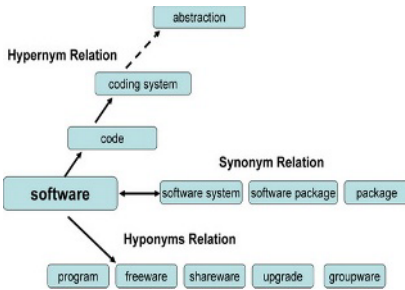 abstraction
Hypernym Relation
coding system
code
Synonym Relation
software
software system
software package
package
Hyponyms Relation
program
freeware
shareware
upgrade
groupware